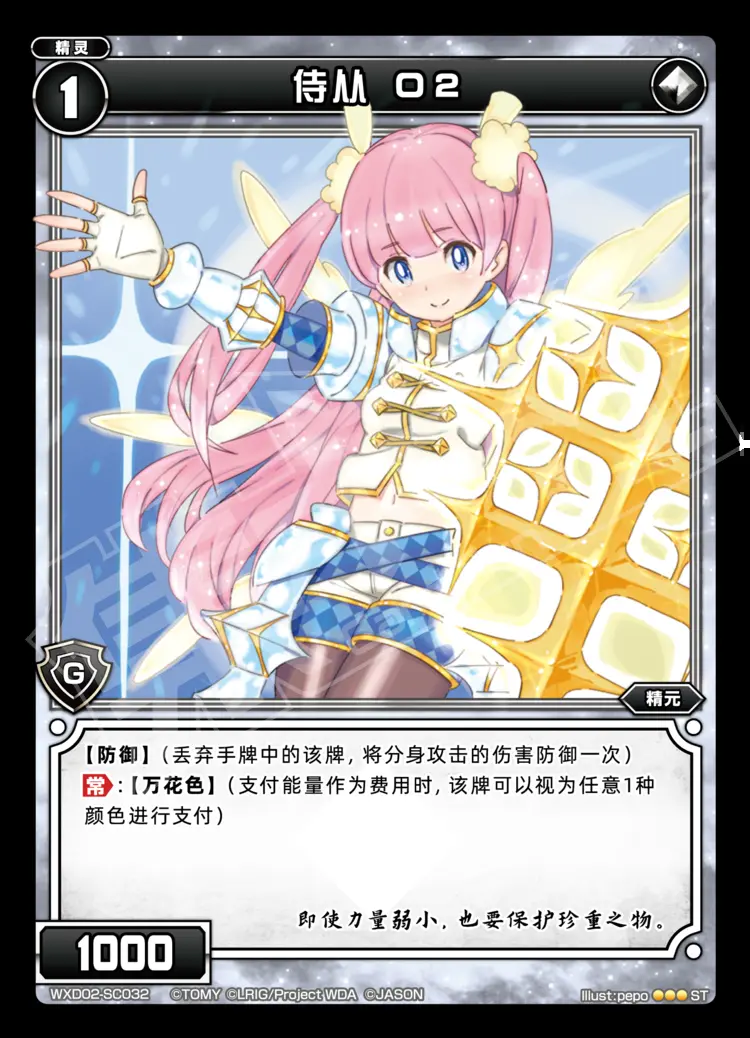 精灵
1
侍从 O2
G
精元
【防御】（丢弃手牌中的该牌，将分身攻击的伤害防御一次）
常：【万花色】（支付能量作为费用时，该牌可以视为任意1种
颜色进行支付）
即使力量弱小，也要保护珍重之物。
1000
WXD02-SC032 ©TOMY ©LRIG/Project WDA ©JASON
Illust:pepo ST